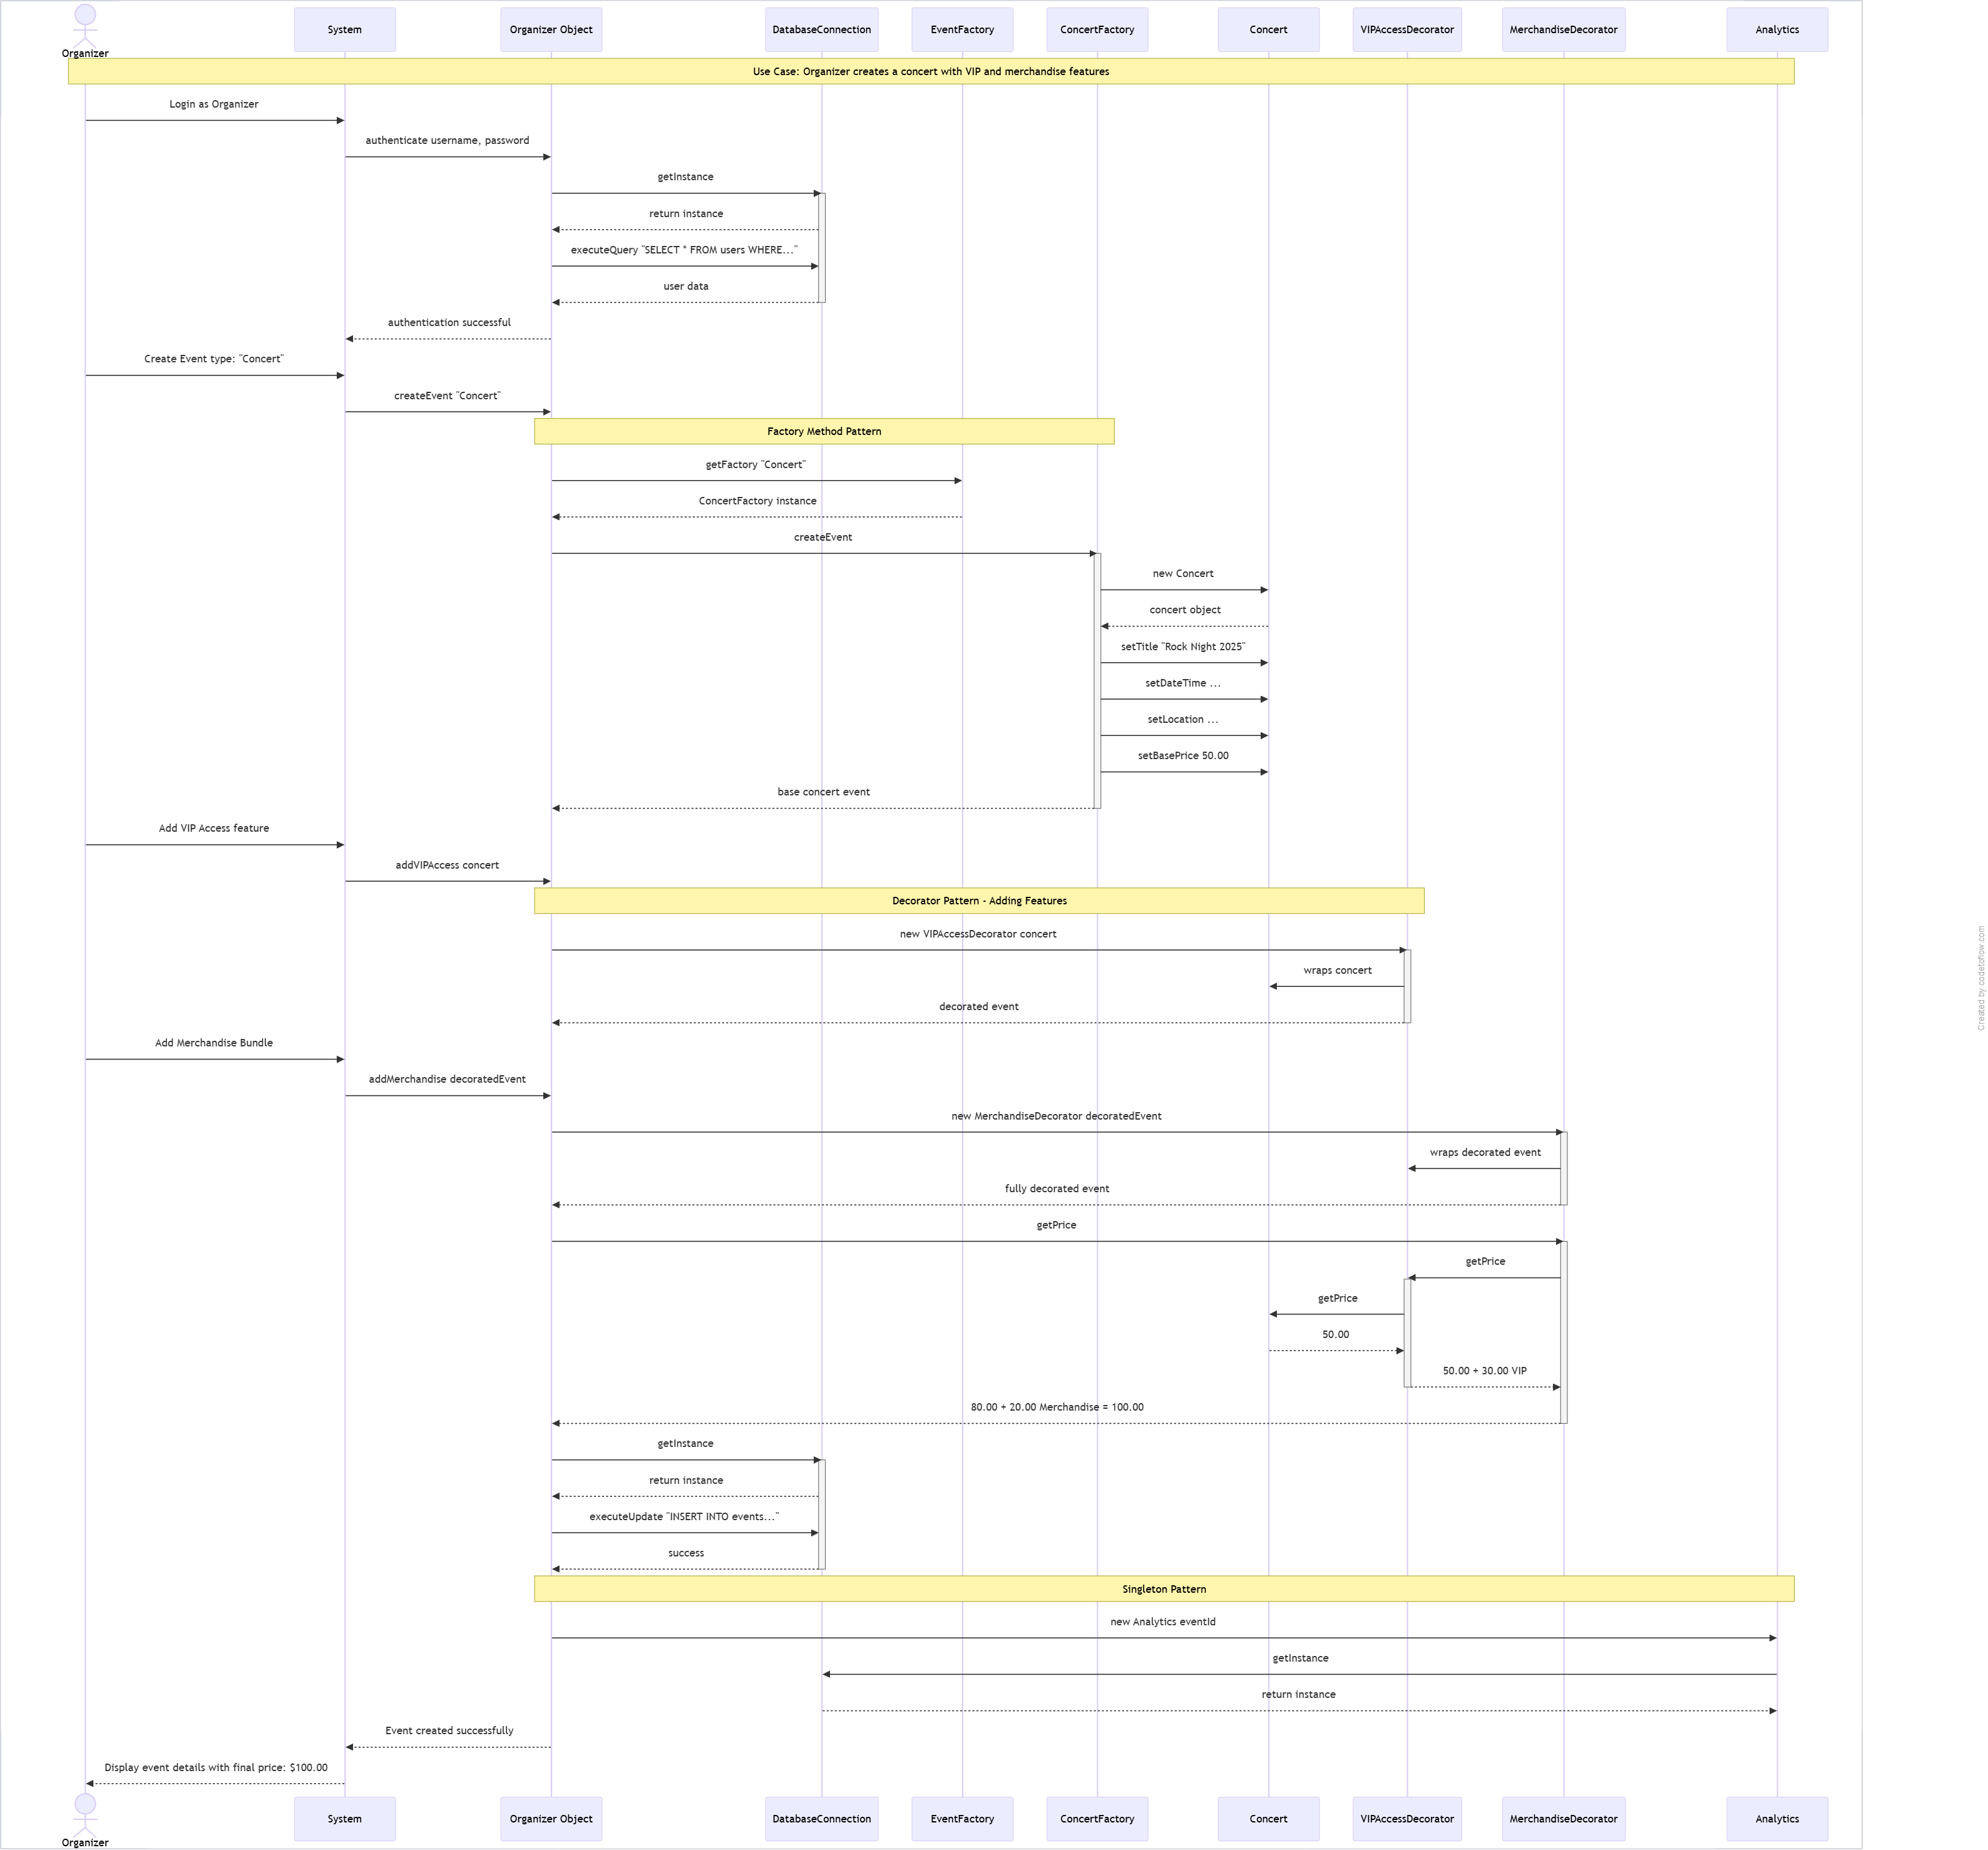 Organizer
System
Organizer Object
DatabaseConnection
EventFactory
ConcertFactory
Concert
VIPAccessDecorator
MerchandiseDecorator
Analytics
Use Case: Organizer creates a concert with VIP and merchandise features
Login as Organizer
authenticate username, password
getInstance
return instance
executeQuery "SELECT * FROM users WHERE..."
user data
authentication successful
Create Event type: "Concert"
createEvent "Concert"
Factory Method Pattern
getFactory "Concert"
ConcertFactory instance
createEvent
new Concert
concert object
setTitle "Rock Night 2025"
setDateTime ...
setLocation ...
setBasePrice 50.00
base concert event
Add VIP Access feature
addVIPAccess concert
Decorator Pattern - Adding Features
new VIPAccessDecorator concert
wraps concert
decorated event
Add Merchandise Bundle
addMerchandise decoratedEvent
new MerchandiseDecorator decoratedEvent
wraps decorated event
fully decorated event
getPrice
getPrice
getPrice
50.00
50.00 + 30.00 VIP
80.00 + 20.00 Merchandise = 100.00
getInstance
return instance
executeUpdate "INSERT INTO events..."
success
Singleton Pattern
new Analytics eventId
getInstance
return instance
Event created successfully
Display event details with final price: $100.00
Organizer
System
Organizer Object
DatabaseConnection
EventFactory
ConcertFactory
Concert
VIPAccessDecorator
MerchandiseDecorator
Analytics
Created by codetoflow.com